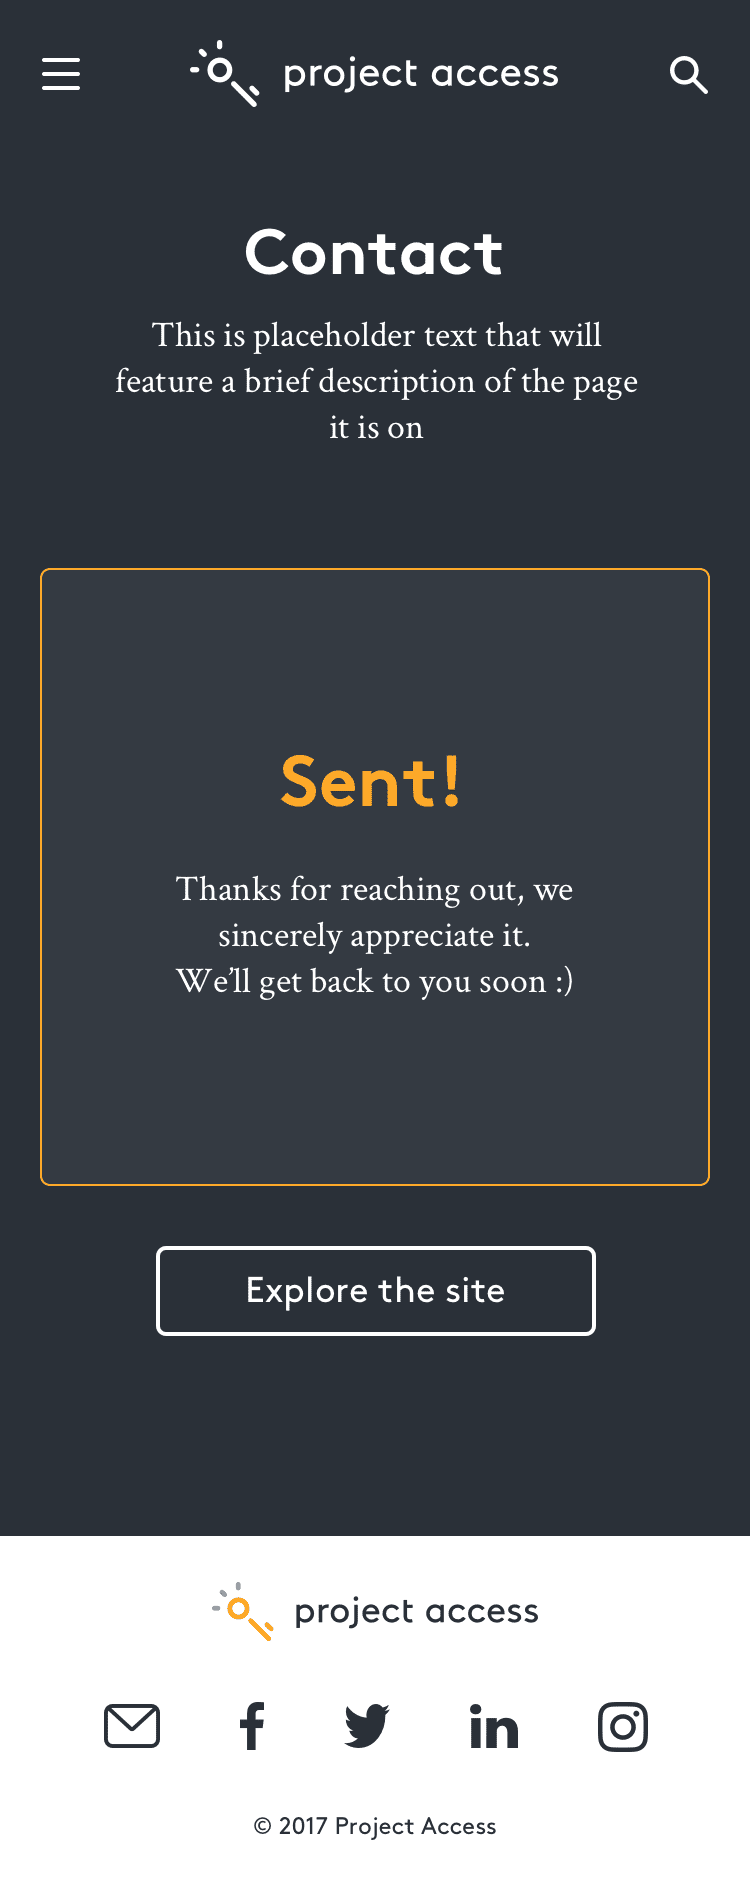 project access
Contact
This is placeholder text that will
feature a brief description of the page
it is on
Sent!
Thanks for reaching out, we
sincerely appreciate it.
We’ll get back to you soon :)
Explore the site
project access
© 2017 Project Access